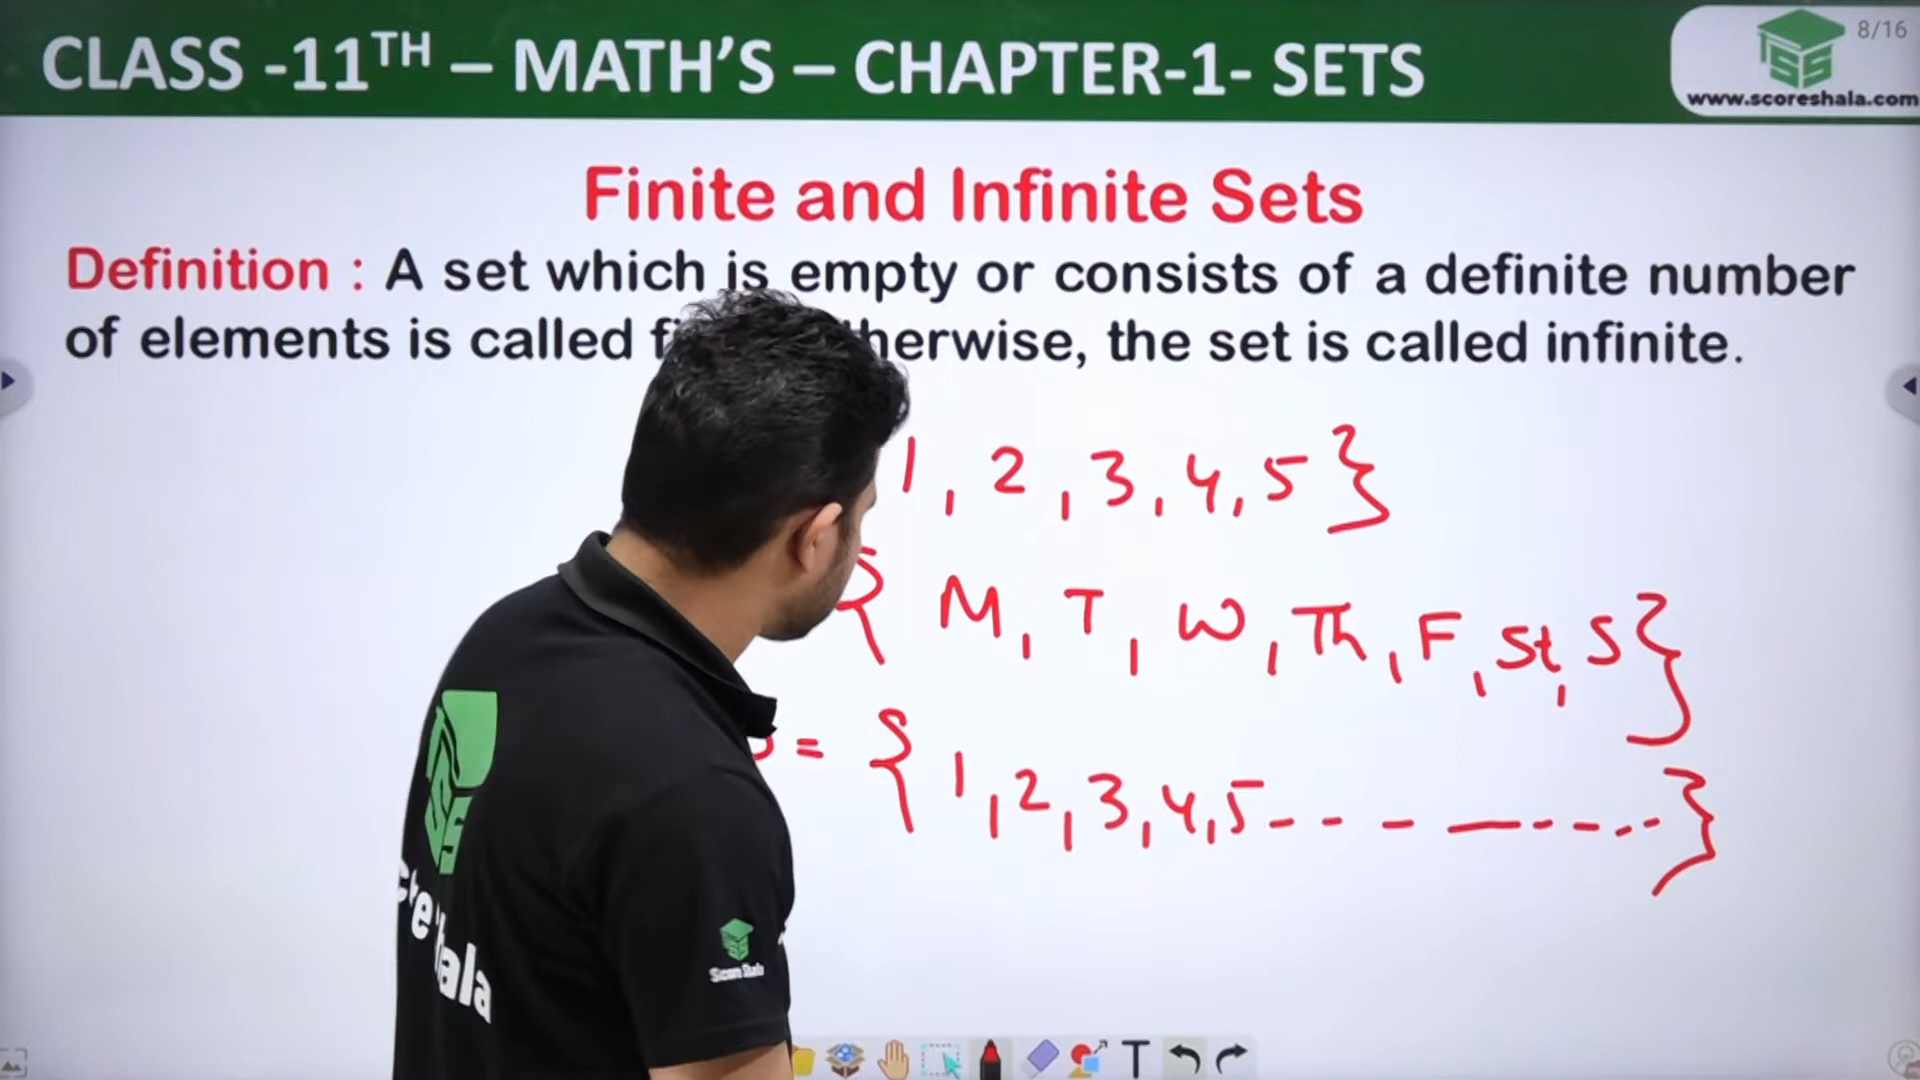 CLASS -11TH – MATH'S – CHAPTER-1- SETS
8/16
www.scoreshala.com
Finite and Infinite Sets
Definition : A set which is empty or consists of a definite number
of elements is called herwise, the set is called infinite.
1, 2, 3, 4, 5}
{ M, T, W, Th, F, St, S}
= { 1, 2, 3, 4, 5-- - — - - - - -}
Score Shala
T